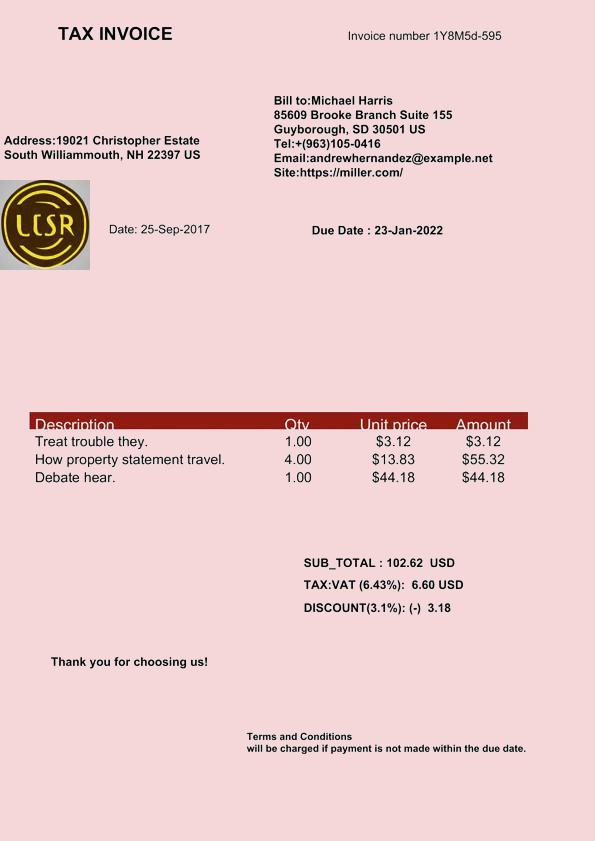 TAX INVOICE
Invoice number 1Y8M5d-595
Bill to:Michael Harris
85609 Brooke Branch Suite 155
Guyborough, SD 30501 US
Tel:+(963)105-0416
Email:andrewhernandez@example.net
Site:https://miller.com/
Address:19021 Christopher Estate
South Williammouth, NH 22397 US
LCSR
Date: 25-Sep-2017
Due Date : 23-Jan-2022
Description Qty Unit price Amount
Treat trouble they. 1.00 $3.12 $3.12
How property statement travel. 4.00 $13.83 $55.32
Debate hear. 1.00 $44.18 $44.18
SUB_TOTAL : 102.62 USD
TAX:VAT (6.43%): 6.60 USD
DISCOUNT(3.1%): (-) 3.18
Thank you for choosing us!
Terms and Conditions
will be charged if payment is not made within the due date.